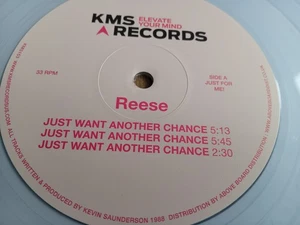 KMS ELEVATE
YOUR MIND
RECORDS
33 RPM
SIDE A
JUST FOR
ME!
Reese
JUST WANT ANOTHER CHANCE 5:13
JUST WANT ANOTHER CHANCE 5:45
JUST WANT ANOTHER CHANCE 2:30
ALL TRACKS WRITTEN & PRODUCED BY KEVIN SAUNDERSON 1988 DISTRIBUTION BY ABOVE BOARD DISTRIBUTION.